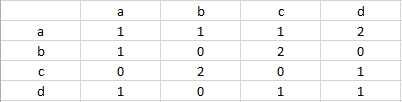 a b c d
a 1 1 1 2
b 1 0 2 0
c 0 2 0 1
d 1 0 1 1